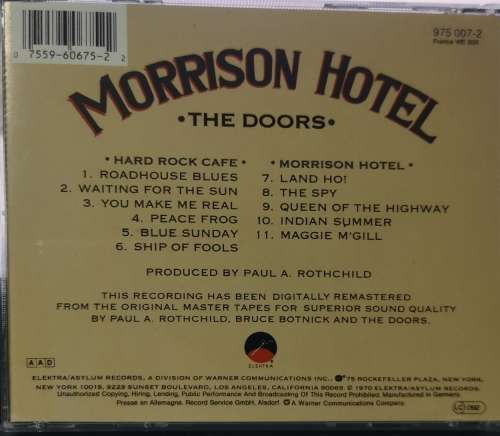 975 007-2
France WE 835
0 7559-60675-2 2
MORRISON HOTEL
•THE DOORS•
• HARD ROCK CAFE •
1. ROADHOUSE BLUES
2. WAITING FOR THE SUN
3. YOU MAKE ME REAL
4. PEACE FROG
5. BLUE SUNDAY
6. SHIP OF FOOLS
• MORRISON HOTEL •
7. LAND HO!
8. THE SPY
9. QUEEN OF THE HIGHWAY
10. INDIAN SUMMER
11. MAGGIE M'GILL
PRODUCED BY PAUL A. ROTHCHILD
THIS RECORDING HAS BEEN DIGITALLY REMASTERED
FROM THE ORIGINAL MASTER TAPES FOR SUPERIOR SOUND QUALITY
BY PAUL A. ROTHCHILD, BRUCE BOTNICK AND THE DOORS.
ELEKTRA
AAD
ELEKTRA/ASYLUM RECORDS, A DIVISION OF WARNER COMMUNICATIONS INC., 75 ROCKEFELLER PLAZA, NEW YORK,
NEW YORK 10019. 9229 SUNSET BOULEVARD, LOS ANGELES, CALIFORNIA 90069. © 1970 ELEKTRA/ASYLUM RECORDS.
Unauthorized Copying, Hiring, Lending, Public Performance And Broadcasting Of This Record Prohibited. Manufactured in Germany.
Presse en Allemagne. Record Service GmbH, Alsdorf. A Warner Communications Company.
LC 0192